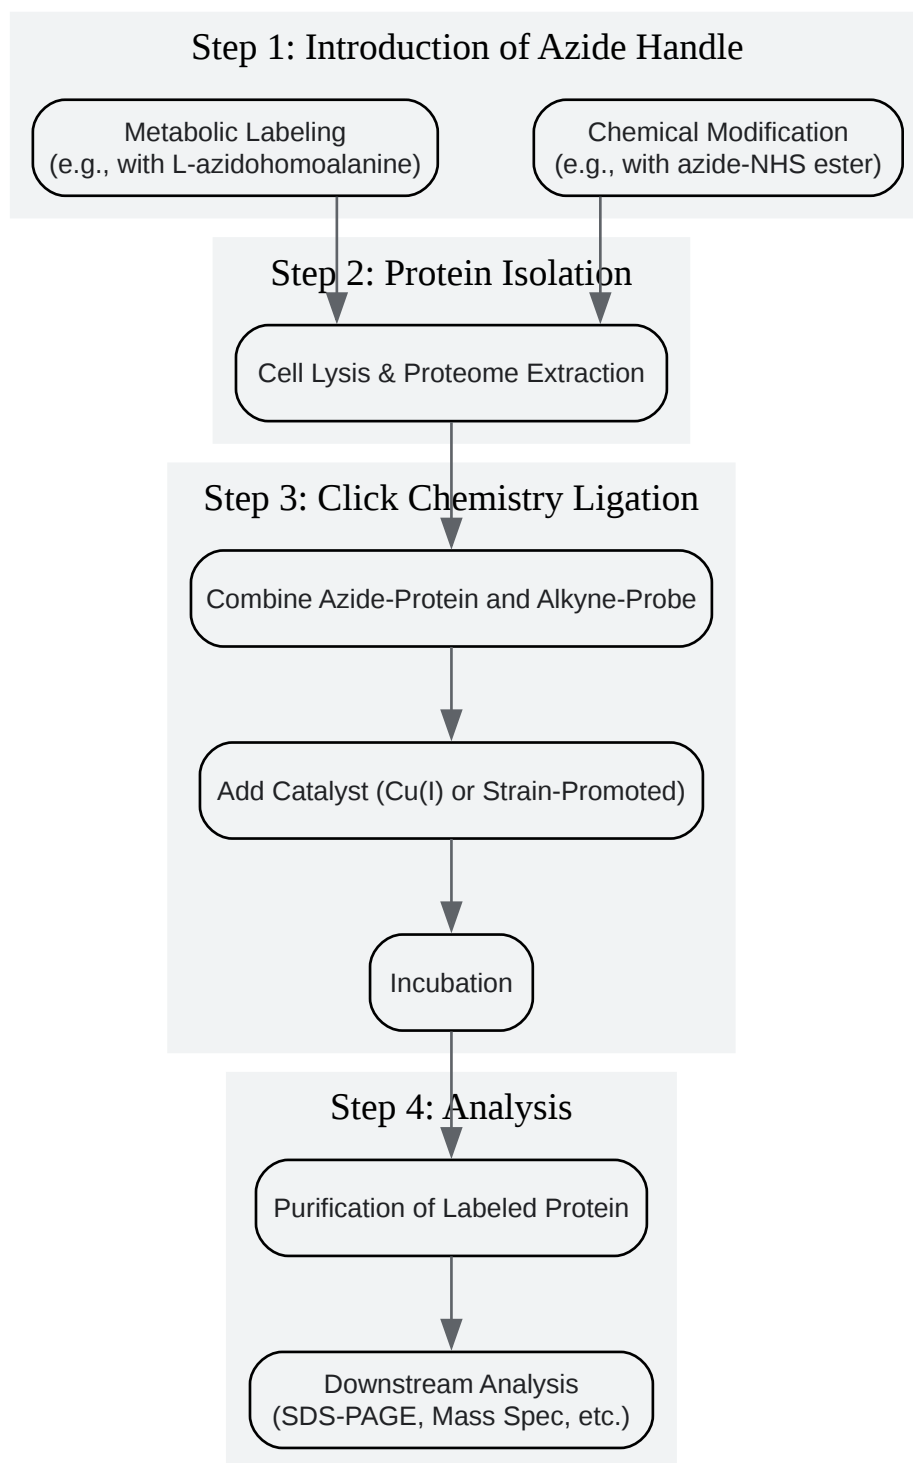 Step 1: Introduction of Azide Handle
Metabolic Labeling
(e.g., with L-azidohomoalanine)
Chemical Modification
(e.g., with azide-NHS ester)
Step 2: Protein Isolation
Cell Lysis & Proteome Extraction
Step 3: Click Chemistry Ligation
Combine Azide-Protein and Alkyne-Probe
Add Catalyst (Cu(I) or Strain-Promoted)
Incubation
Step 4: Analysis
Purification of Labeled Protein
Downstream Analysis
(SDS-PAGE, Mass Spec, etc.)